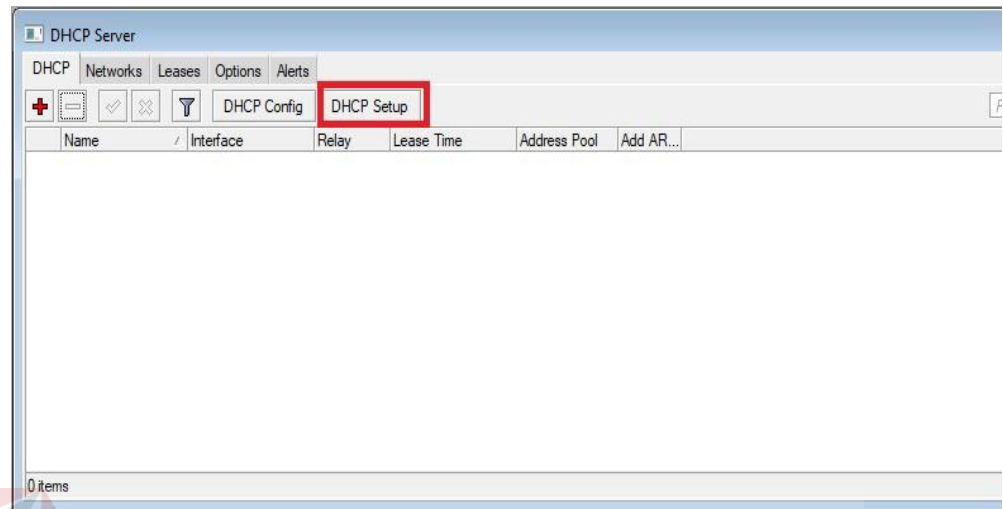 DHCP Server
DHCP Networks Leases Options Alerts
DHCP Config DHCP Setup
Name Interface Relay Lease Time Address Pool Add AR...
0 items